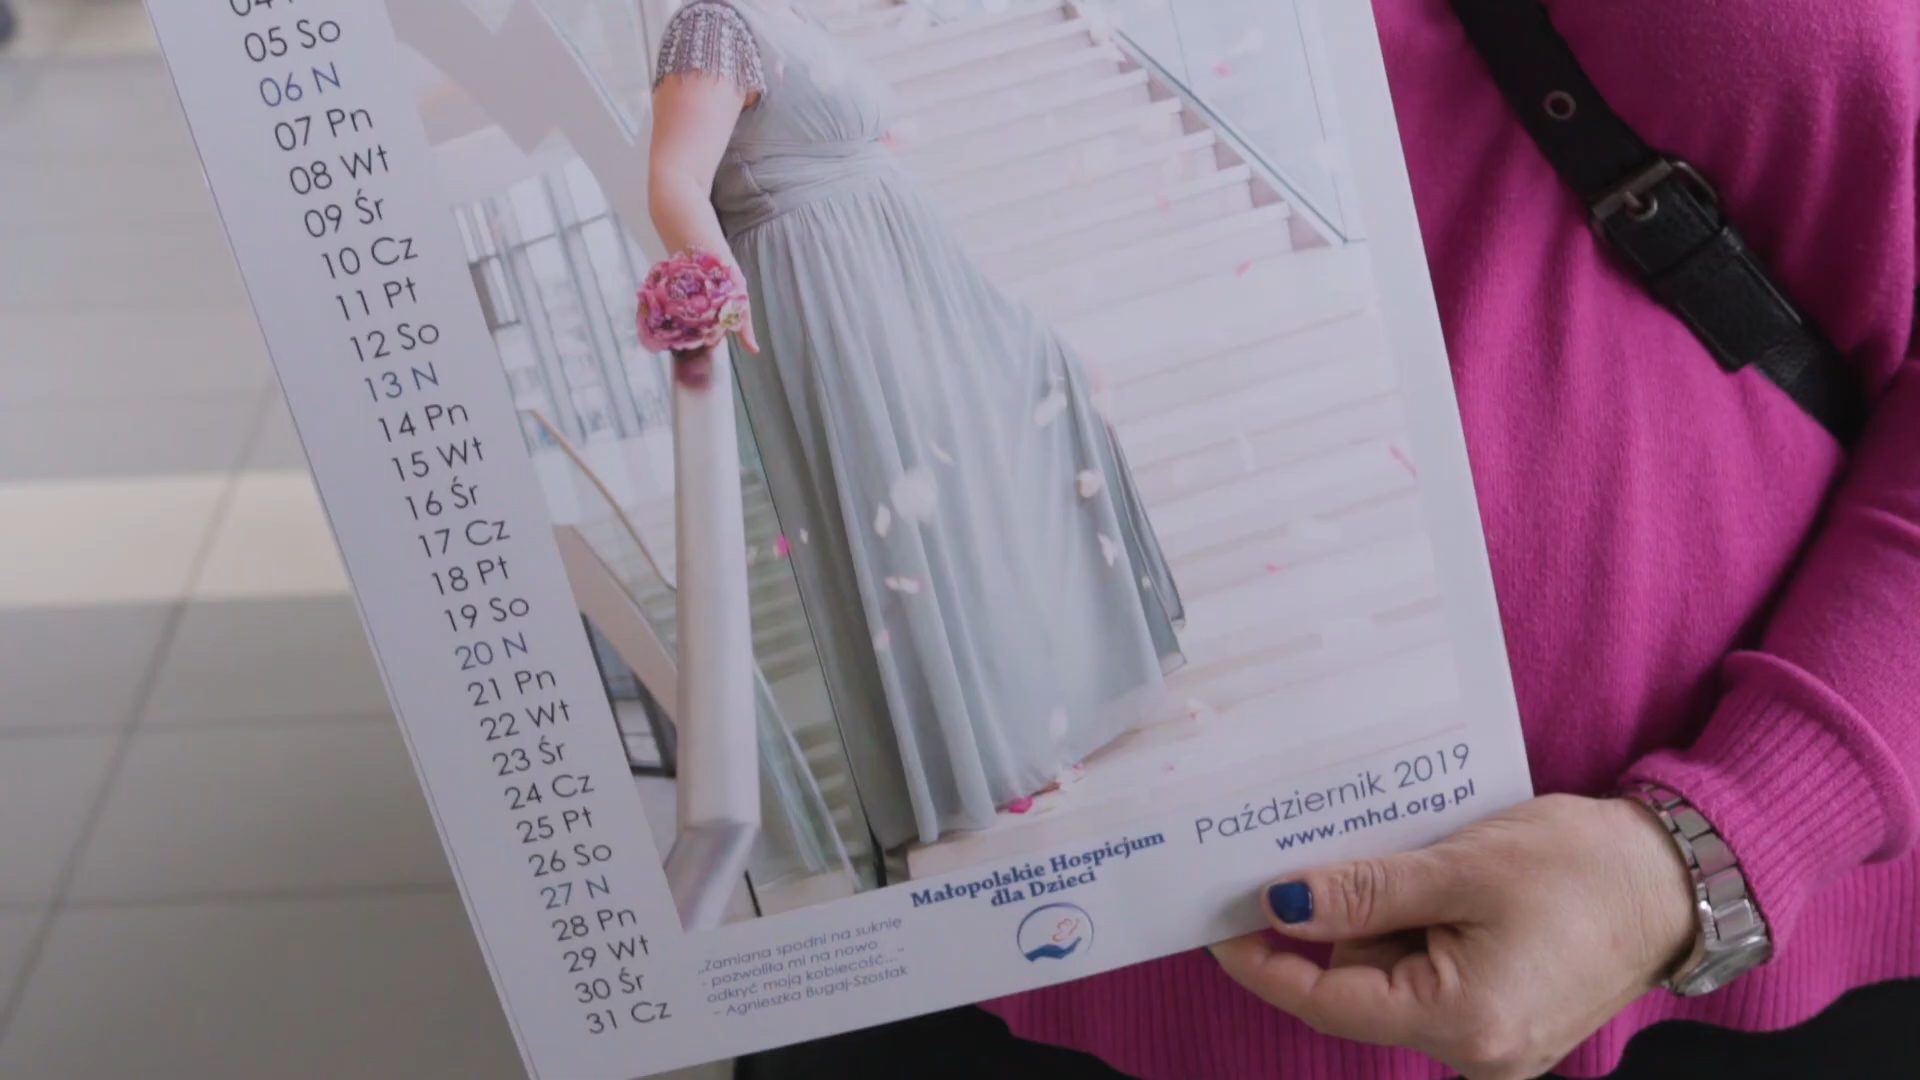 05 So
06 N
07 Pn
08 Wt
09 Śr
10 Cz
11 Pt
12 So
13 N
14 Pn
15 Wt
16 Śr
17 Cz
18 Pt
19 So
20 N
21 Pn
22 Wt
23 Śr
24 Cz
25 Pt
26 So
27 N
28 Pn
29 Wt
30 Śr
31 Cz
Październik 2019
www.mhd.org.pl
Małopolskie Hospicjum
dla Dzieci
„Zamiana spodni na suknie
- pozwoliła mi na nowo
odkryć moją kobiecość..."
- Agnieszka Bugaj-Szostak